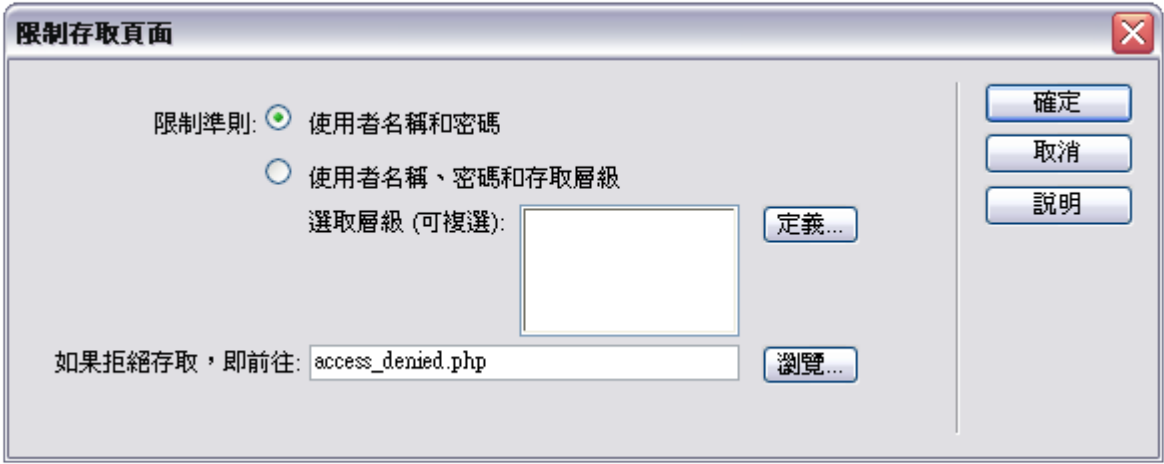 限制存取頁面
限制準則: 使用者名稱和密碼
使用者名稱、密碼和存取層級
選取層級 (可複選):
定義...
如果拒絕存取，即前往: access_denied.php
瀏覽...
確定
取消
說明